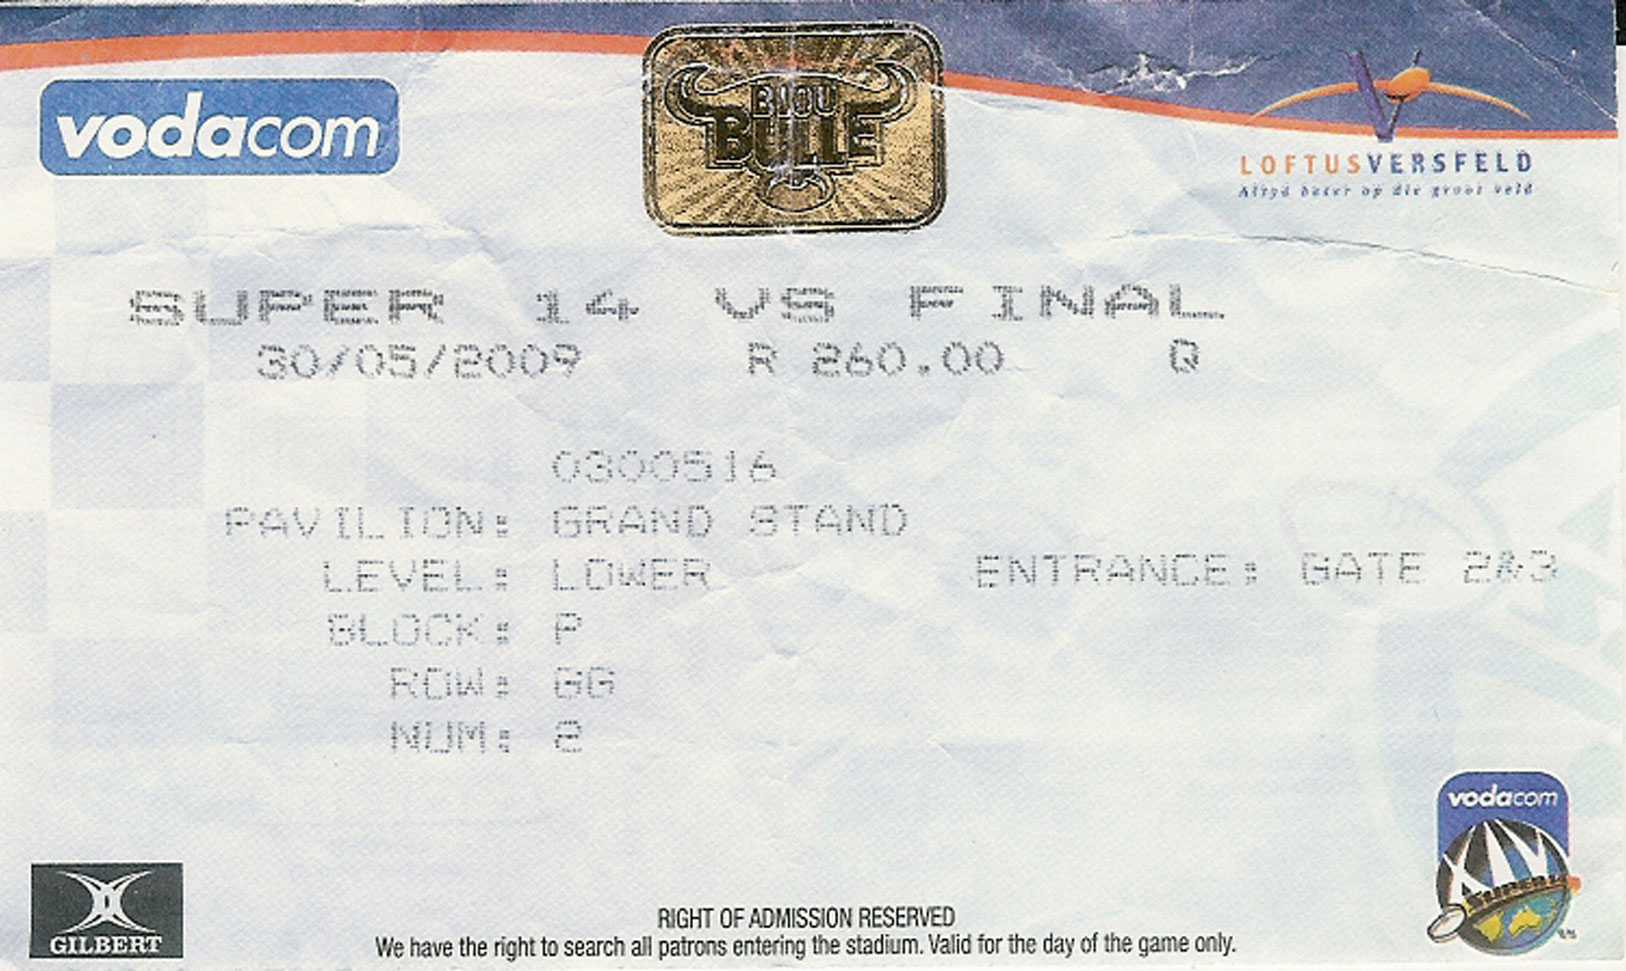 vodacom
BLOU
BULLE
LOFTUSVERSFELD
Altyd beter op die groot veld
SUPER 14 VS FINAL
30/05/2009 R 260.00 Q
0300516
PAVILION: GRAND STAND
LEVEL: LOWER ENTRANCE: GATE 2&3
BLOCK: P
ROW: GG
NUM: 2
vodacom
XIV
SUPER14
GILBERT
RIGHT OF ADMISSION RESERVED
We have the right to search all patrons entering the stadium. Valid for the day of the game only.